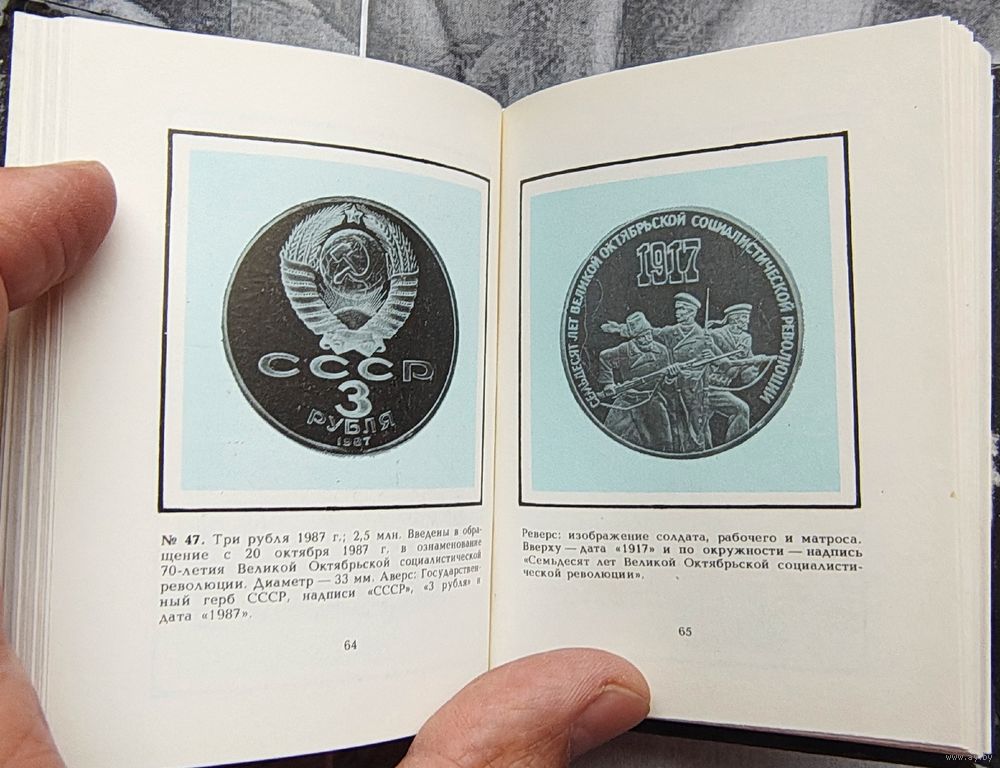 СССР
3
РУБЛЯ
1987
№ 47. Три рубля 1987 г.; 2,5 млн. Введены в обра-
щение с 20 октября 1987 г. в ознаменование
70-летия Великой Октябрьской социалистической
революции. Диаметр — 33 мм. Аверс: Государствен-
ный герб СССР, надписи «СССР», «3 рубля» и
дата «1987».
64
СЕМЬДЕСЯТ ЛЕТ ВЕЛИКОЙ ОКТЯБРЬСКОЙ СОЦИАЛИСТИЧЕСКОЙ РЕВОЛЮЦИИ
1917
Реверс: изображение солдата, рабочего и матроса.
Вверху — дата «1917» и по окружности — надпись
«Семьдесят лет Великой Октябрьской социалисти-
ческой революции».
65
www.ay.by